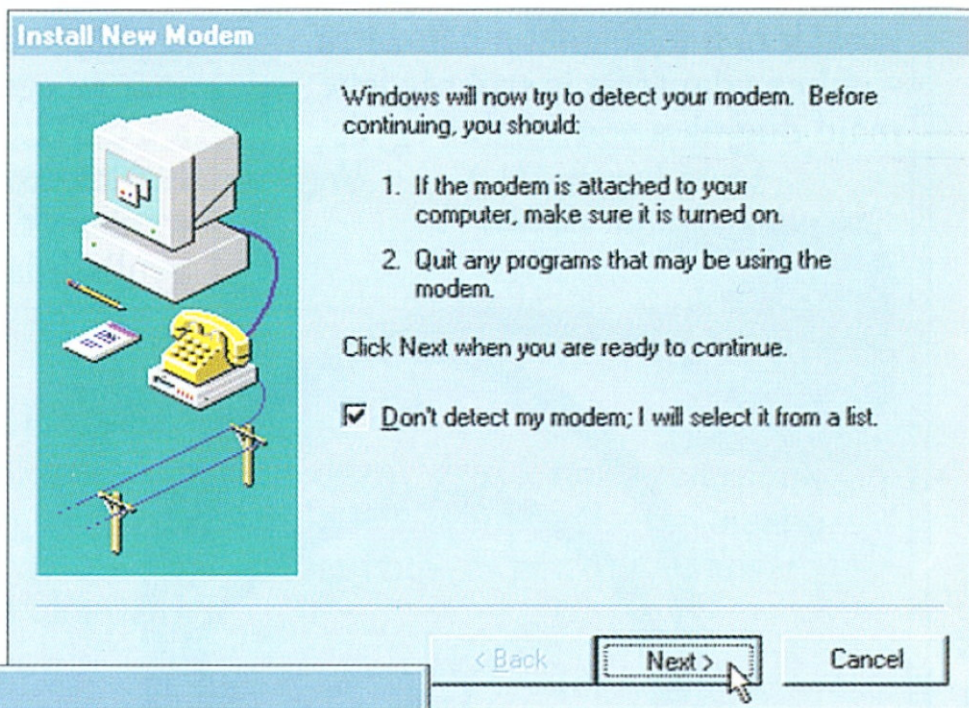 Install New Modem
Windows will now try to detect your modem. Before
continuing, you should:
1. If the modem is attached to your
computer, make sure it is turned on.
2. Quit any programs that may be using the
modem.
Click Next when you are ready to continue.
Don't detect my modem; I will select it from a list.
< Back
Next >
Cancel